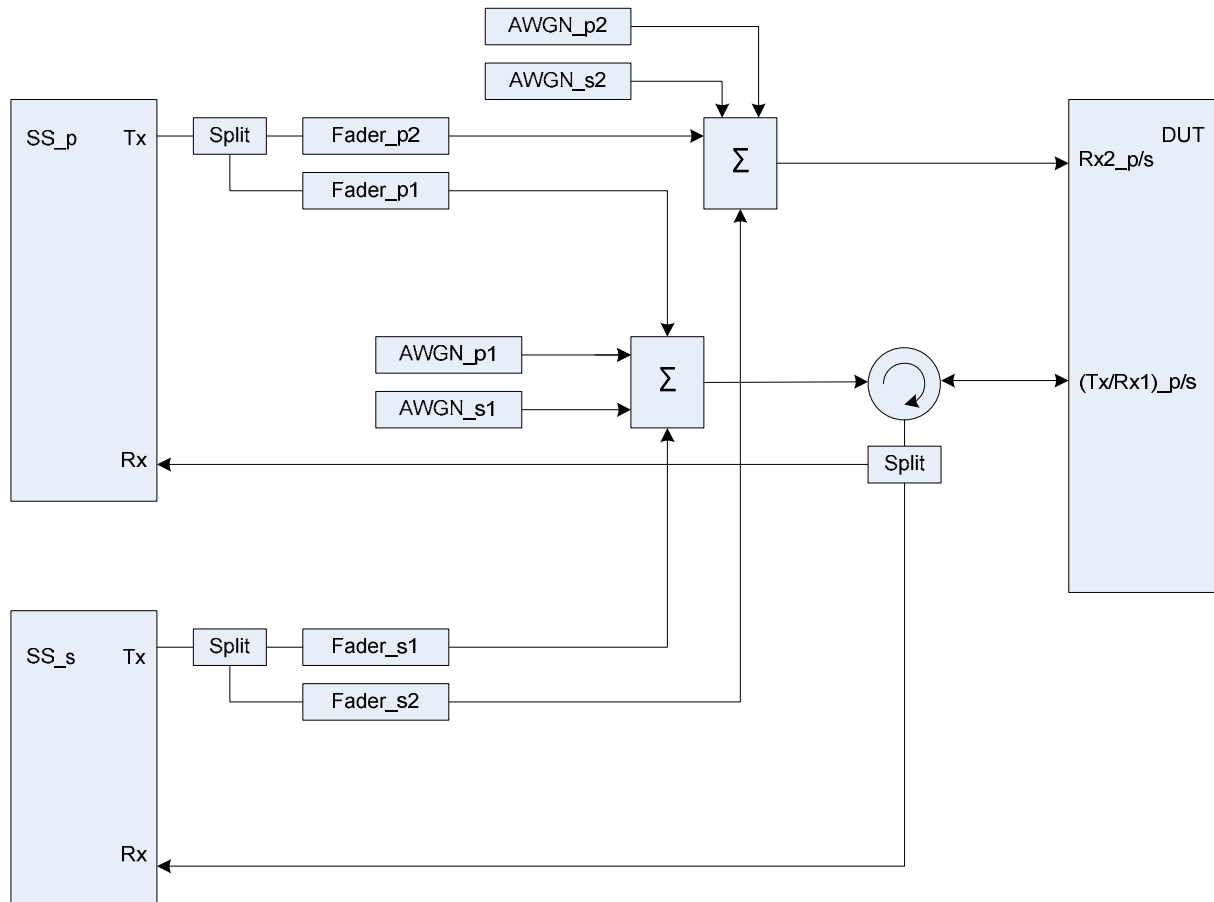 AWGN_p2
AWGN_s2
SS_p
Tx
Split
Fader_p2
Σ
DUT
Rx2_p/s
Fader_p1
AWGN_p1
Σ
(Tx/Rx1)_p/s
AWGN_s1
Rx
Split
SS_s
Tx
Split
Fader_s1
Fader_s2
Rx